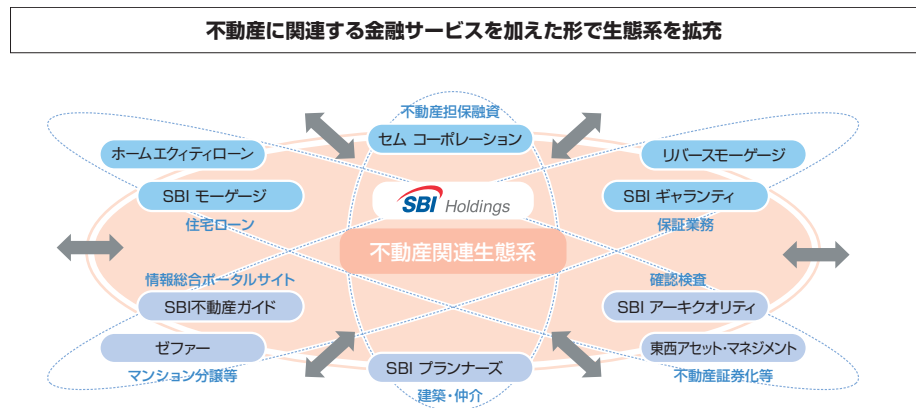 不動産に関連する金融サービスを加えた形で生態系を拡充
不動産担保融資
セム コーポレーション
ホームエクィティローン
リバースモーゲージ
SBI モーゲージ
SBI Holdings
SBI ギャランティ
住宅ローン
保証業務
不動産関連生態系
情報総合ポータルサイト
確認検査
SBI不動産ガイド
SBI アーキクオリティ
ゼファー
東西アセット・マネジメント
SBI プランナーズ
マンション分譲等
不動産証券化等
建築・仲介